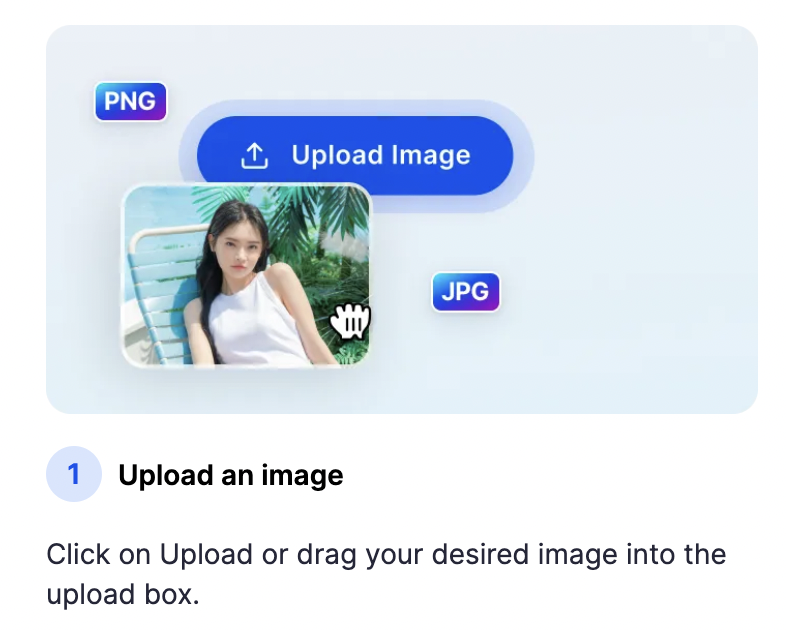 PNG
Upload Image
JPG
1 Upload an image
Click on Upload or drag your desired image into the
upload box.